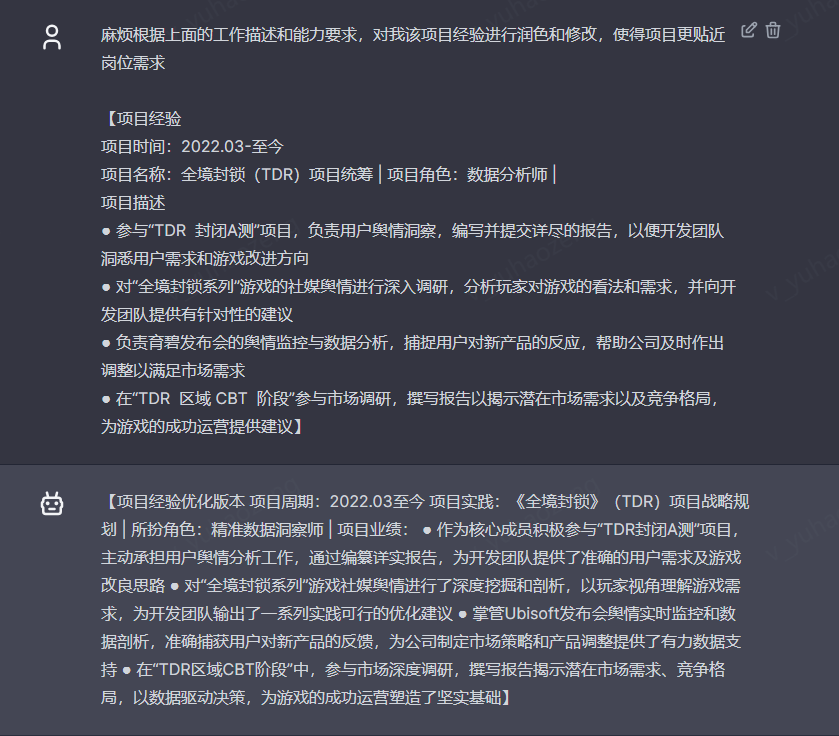 麻烦根据上面的工作描述和能力要求，对我该项目经验进行润色和修改，使得项目更贴近
岗位需求
【项目经验
项目时间：2022.03-至今
项目名称：全境封锁（TDR）项目统筹 | 项目角色：数据分析师 |
项目描述
● 参与“TDR 封闭A测”项目，负责用户舆情洞察，编写并提交详尽的报告，以便开发团队
洞悉用户需求和游戏改进方向
● 对“全境封锁系列”游戏的社媒舆情进行深入调研，分析玩家对游戏的看法和需求，并向开
发团队提供有针对性的建议
● 负责育碧发布会的舆情监控与数据分析，捕捉用户对新产品的反应，帮助公司及时作出
调整以满足市场需求
● 在“TDR 区域 CBT 阶段”参与市场调研，撰写报告以揭示潜在市场需求以及竞争格局，
为游戏的成功运营提供建议】
【项目经验优化版本 项目周期：2022.03至今 项目实践：《全境封锁》（TDR）项目战略规
划 | 所扮角色：精准数据洞察师 | 项目业绩： ● 作为核心成员积极参与“TDR封闭A测”项目，
主动承担用户舆情分析工作，通过编纂详实报告，为开发团队提供了准确的用户需求及游戏
改良思路 ● 对“全境封锁系列”游戏社媒舆情进行了深度挖掘和剖析，以玩家视角理解游戏需
求，为开发团队输出了一系列实践可行的优化建议 ● 掌管Ubisoft发布会舆情实时监控和数
据剖析，准确捕获用户对新产品的反馈，为公司制定市场策略和产品调整提供了有力数据支
持 ● 在“TDR区域CBT阶段”中，参与市场深度调研，撰写报告揭示潜在市场需求、竞争格
局，以数据驱动决策，为游戏的成功运营塑造了坚实基础】